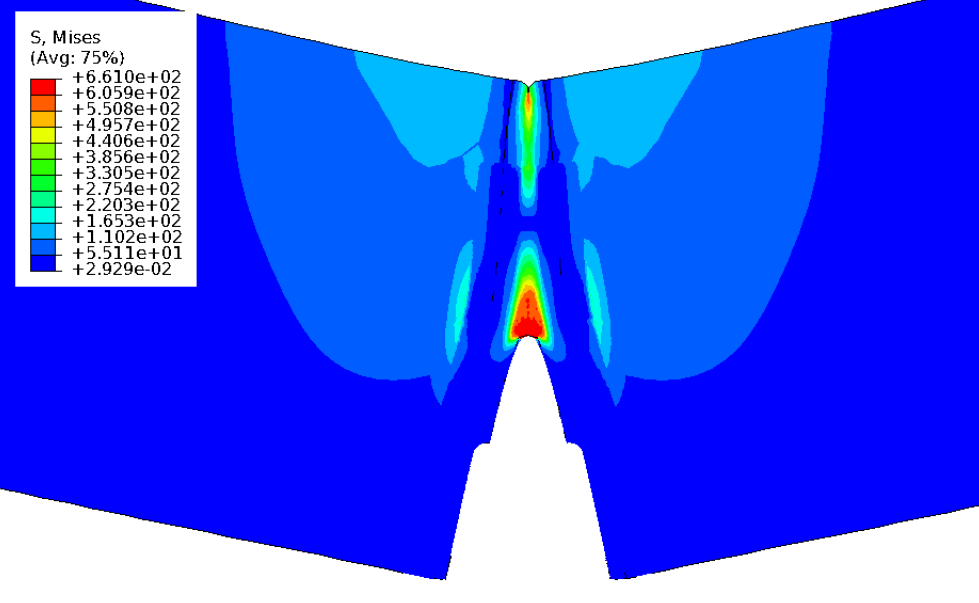 S, Mises
(Avg: 75%)
+6.610e+02
+6.059e+02
+5.508e+02
+4.957e+02
+4.406e+02
+3.856e+02
+3.305e+02
+2.754e+02
+2.203e+02
+1.653e+02
+1.102e+02
+5.511e+01
+2.929e-02